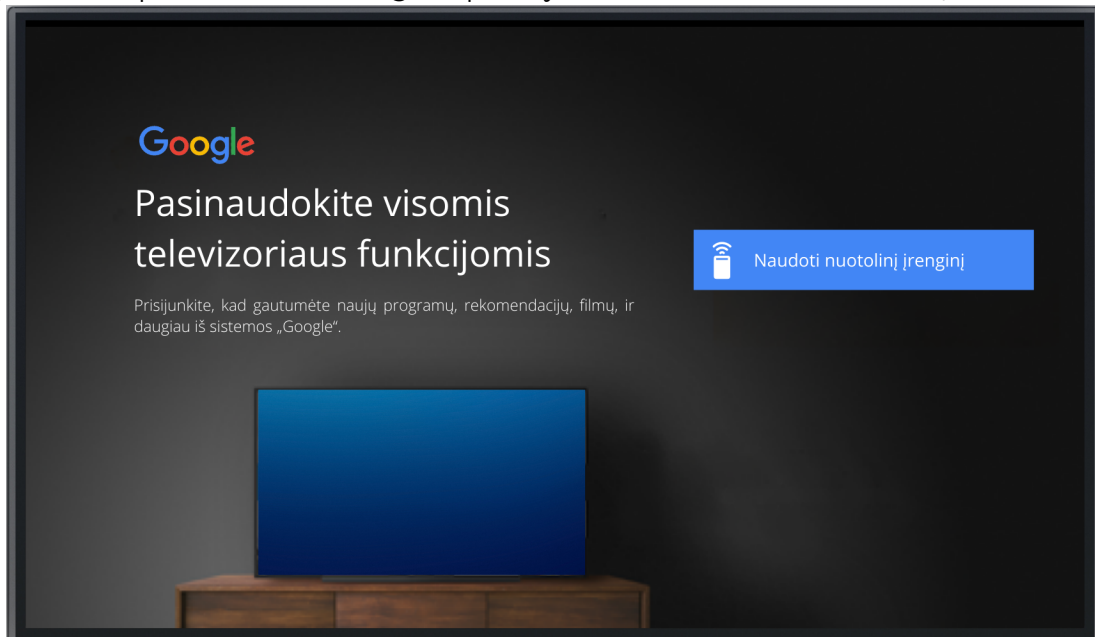 Google
Pasinaudokite visomis
televizoriaus funkcijomis
Naudoti nuotolinį įrenginį
Prisijunkite, kad gautumėte naujų programų, rekomendacijų, filmų, ir
daugiau iš sistemos „Google“.